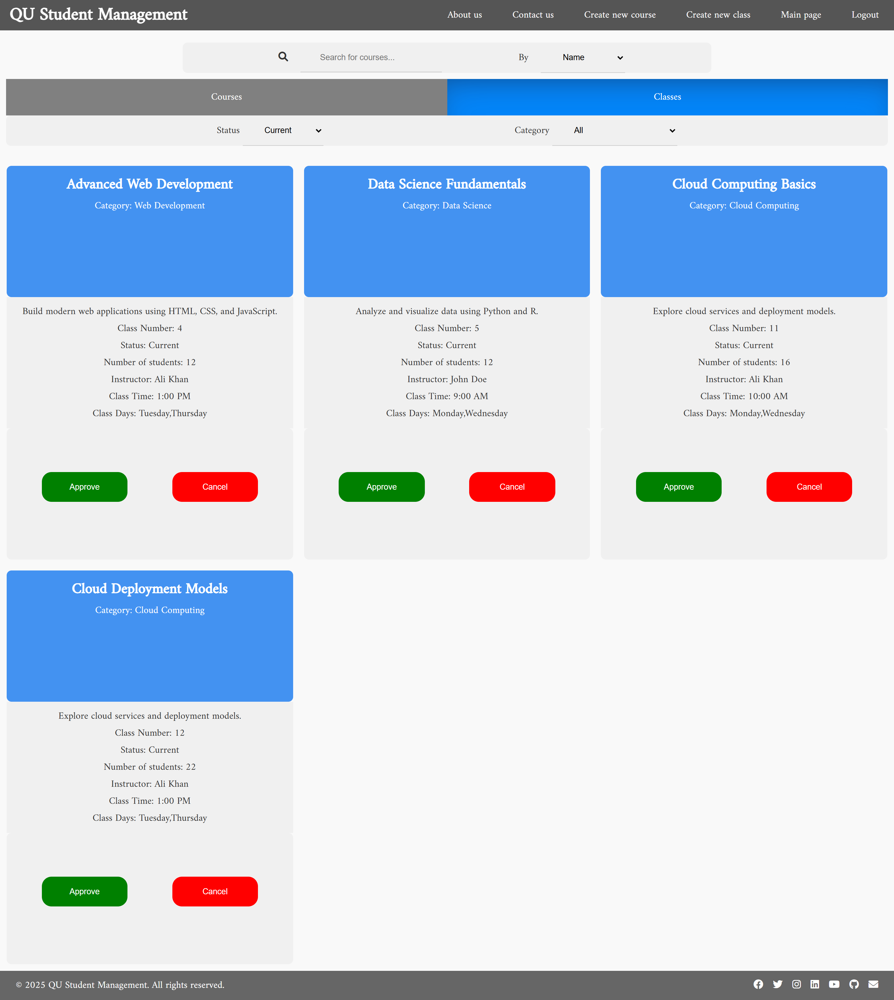 QU Student Management
About us
Contact us
Create new course
Create new class
Main page
Logout
Search for courses...
By
Name
Courses
Classes
Status
Current
Category
All
Advanced Web Development
Category: Web Development
Build modern web applications using HTML, CSS, and JavaScript.
Class Number: 4
Status: Current
Number of students: 12
Instructor: Ali Khan
Class Time: 1:00 PM
Class Days: Tuesday,Thursday
Approve
Cancel
Data Science Fundamentals
Category: Data Science
Analyze and visualize data using Python and R.
Class Number: 5
Status: Current
Number of students: 12
Instructor: John Doe
Class Time: 9:00 AM
Class Days: Monday,Wednesday
Approve
Cancel
Cloud Computing Basics
Category: Cloud Computing
Explore cloud services and deployment models.
Class Number: 11
Status: Current
Number of students: 16
Instructor: Ali Khan
Class Time: 10:00 AM
Class Days: Monday,Wednesday
Approve
Cancel
Cloud Deployment Models
Category: Cloud Computing
Explore cloud services and deployment models.
Class Number: 12
Status: Current
Number of students: 22
Instructor: Ali Khan
Class Time: 1:00 PM
Class Days: Tuesday,Thursday
Approve
Cancel
© 2025 QU Student Management. All rights reserved.